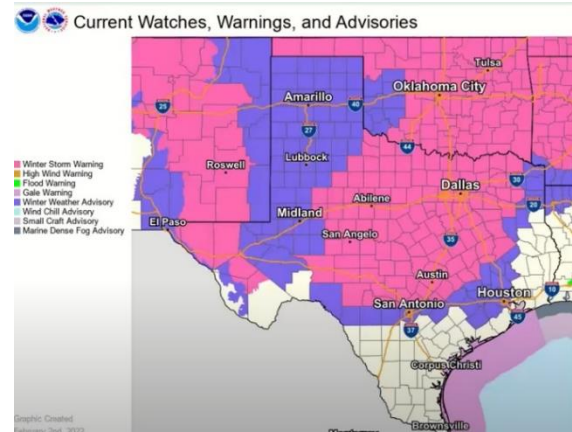 Current Watches, Warnings, and Advisories
Tulsa
Oklahoma City
25
Amarillo
40
27
44
Roswell
Lubbock
Dallas
30
20
Abilene
El Paso
Midland
San Angelo
35
Austin
Houston
10
San Antonio
45
37
Corpus Christi
Brownsville
Winter Storm Warning
High Wind Warning
Flood Warning
Gale Warning
Winter Weather Advisory
Wind Chill Advisory
Small Craft Advisory
Marine Dense Fog Advisory
Graphic Created